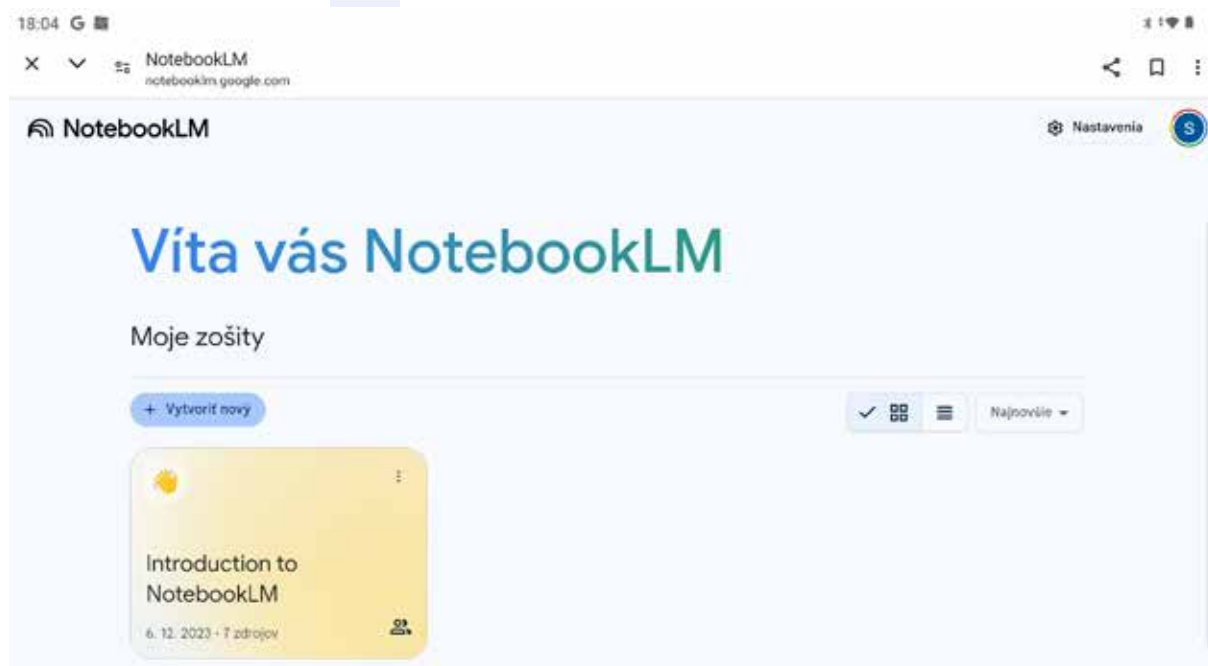 18:04 G
NotebookLM
notebooklm.google.com
NotebookLM
Nastavenia
S
Víta vás NotebookLM
Moje zošity
+ Vytvoriť nový
Najnovšie
Introduction to
NotebookLM
6. 12. 2023 · 7 zdrojov